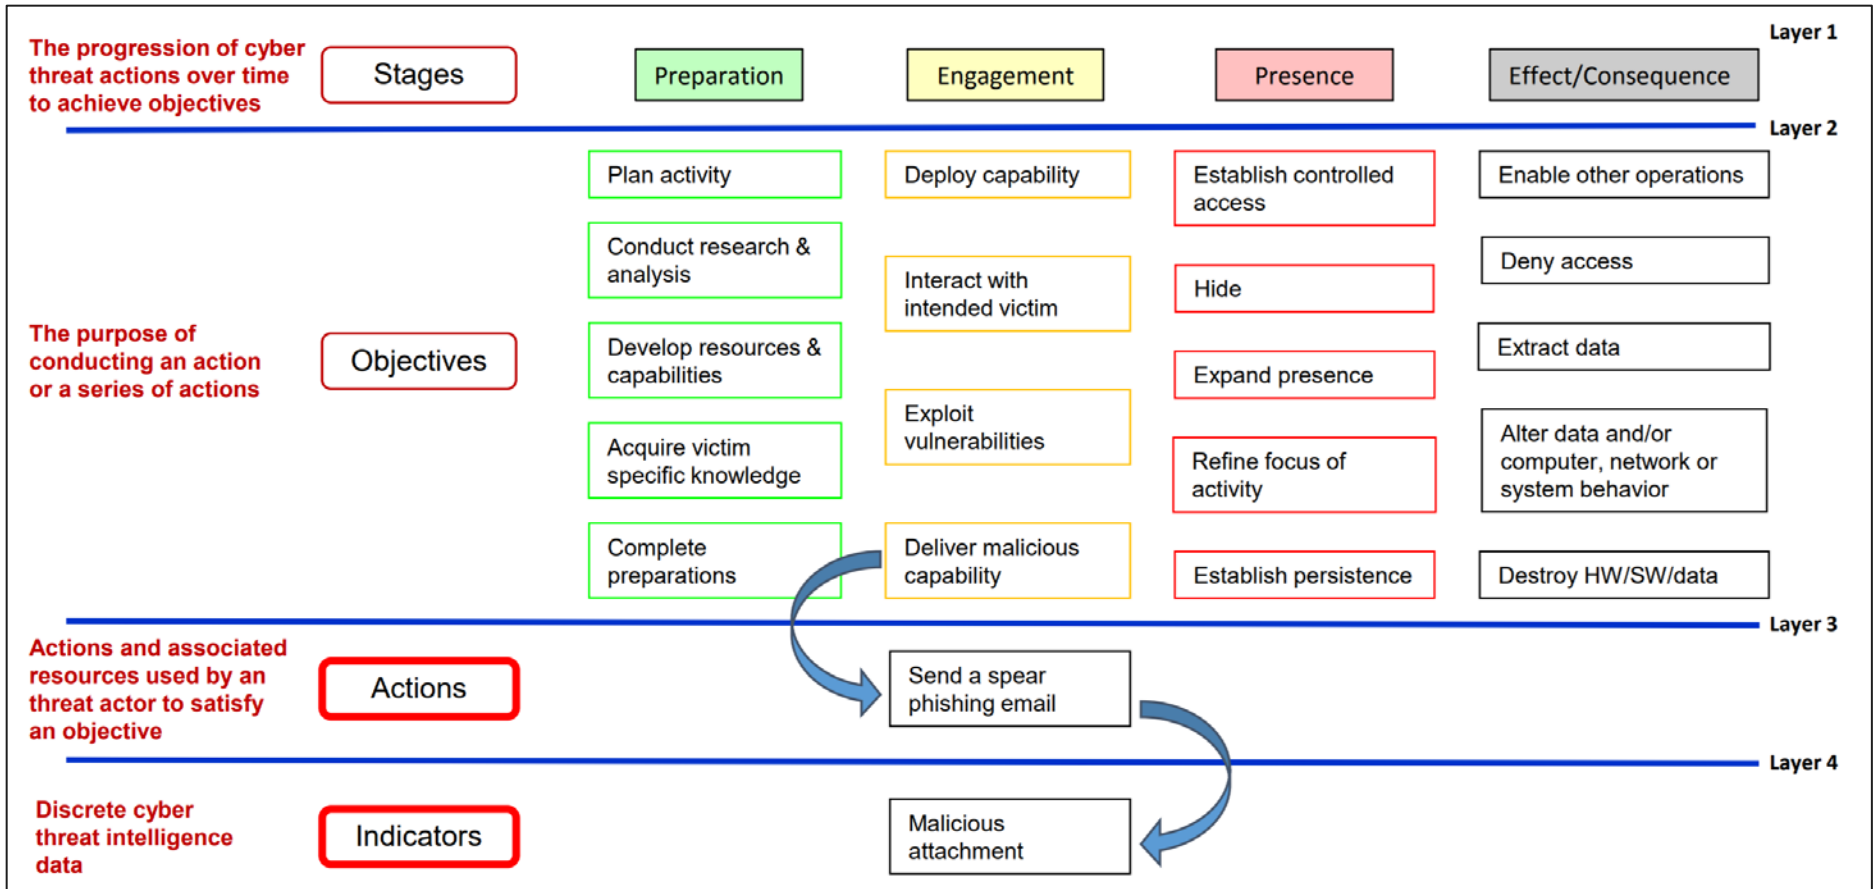 Layer 1
The progression of cyber
threat actions over time
to achieve objectives
Stages
Preparation
Engagement
Presence
Effect/Consequence
Layer 2
The purpose of
conducting an action
or a series of actions
Objectives
Plan activity
Conduct research &
analysis
Develop resources &
capabilities
Acquire victim
specific knowledge
Complete
preparations
Deploy capability
Interact with
intended victim
Exploit
vulnerabilities
Deliver malicious
capability
Establish controlled
access
Hide
Expand presence
Refine focus of
activity
Establish persistence
Enable other operations
Deny access
Extract data
Alter data and/or
computer, network or
system behavior
Destroy HW/SW/data
Layer 3
Actions and associated
resources used by an
threat actor to satisfy
an objective
Actions
Send a spear
phishing email
Layer 4
Discrete cyber
threat intelligence
data
Indicators
Malicious
attachment